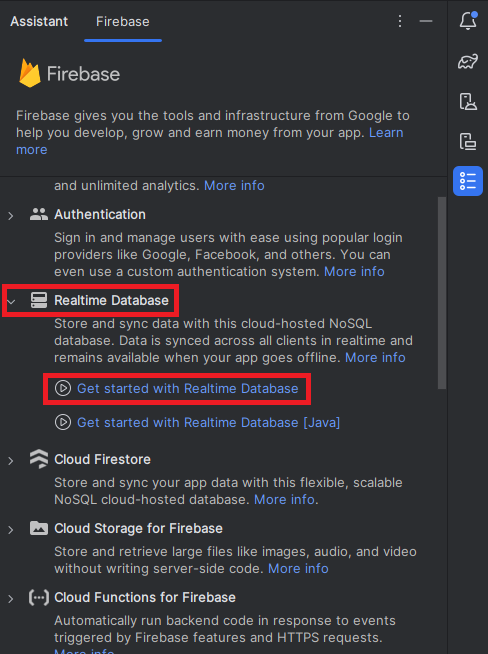 Assistant Firebase
Firebase
Firebase gives you the tools and infrastructure from Google to
help you develop, grow and earn money from your app. Learn
more
and unlimited analytics. More info
Authentication
Sign in and manage users with ease using popular login
providers like Google, Facebook, and others. You can
even use a custom authentication system. More info
Realtime Database
Store and sync data with this cloud-hosted NoSQL
database. Data is synced across all clients in realtime and
remains available when your app goes offline. More info
Get started with Realtime Database
Get started with Realtime Database [Java]
Cloud Firestore
Store and sync your app data with this flexible, scalable
NoSQL cloud-hosted database. More info.
Cloud Storage for Firebase
Store and retrieve large files like images, audio, and video
without writing server-side code. More info
Cloud Functions for Firebase
Automatically run backend code in response to events
triggered by Firebase features and HTTPS requests.
More info